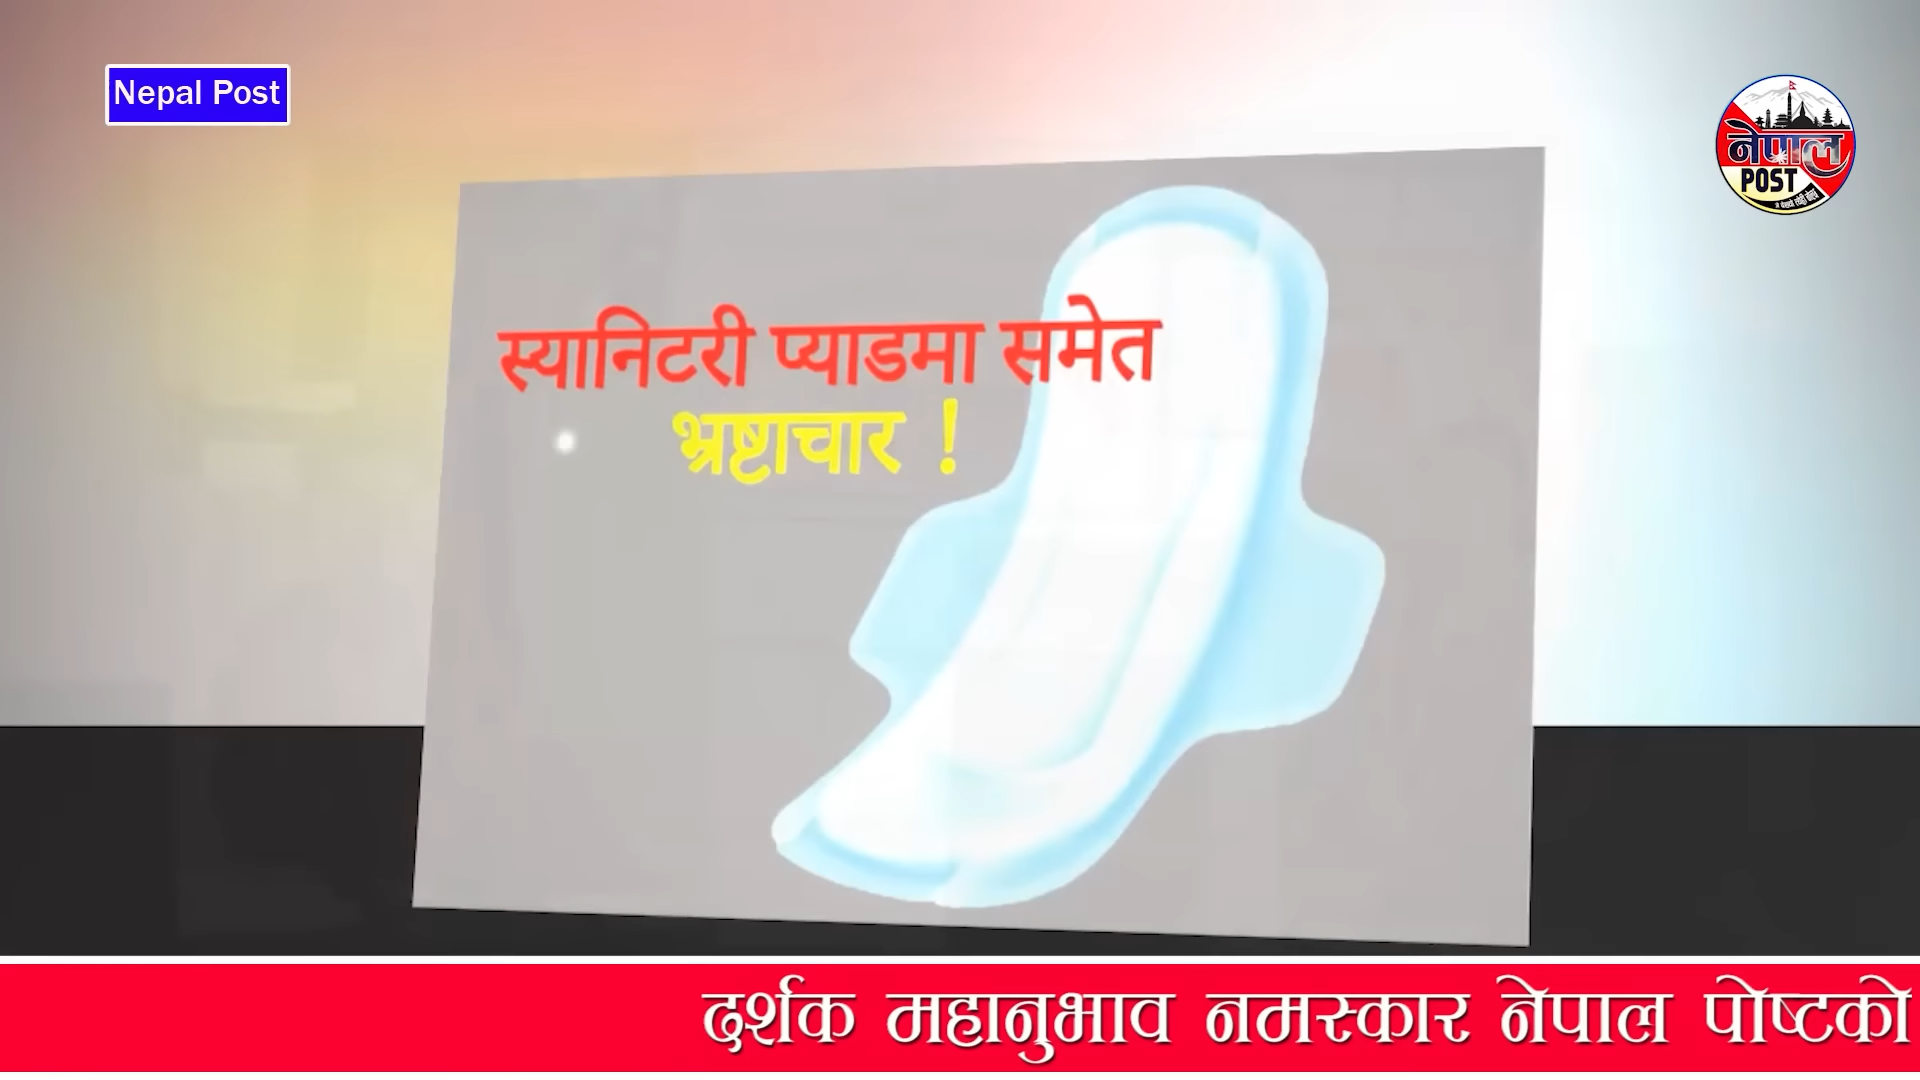 Nepal Post
नेपाल
POST
स्यानिटरी प्याडमा समेत
भ्रष्टाचार !
दर्शक महानुभाव नमस्कार नेपाल पोष्टको